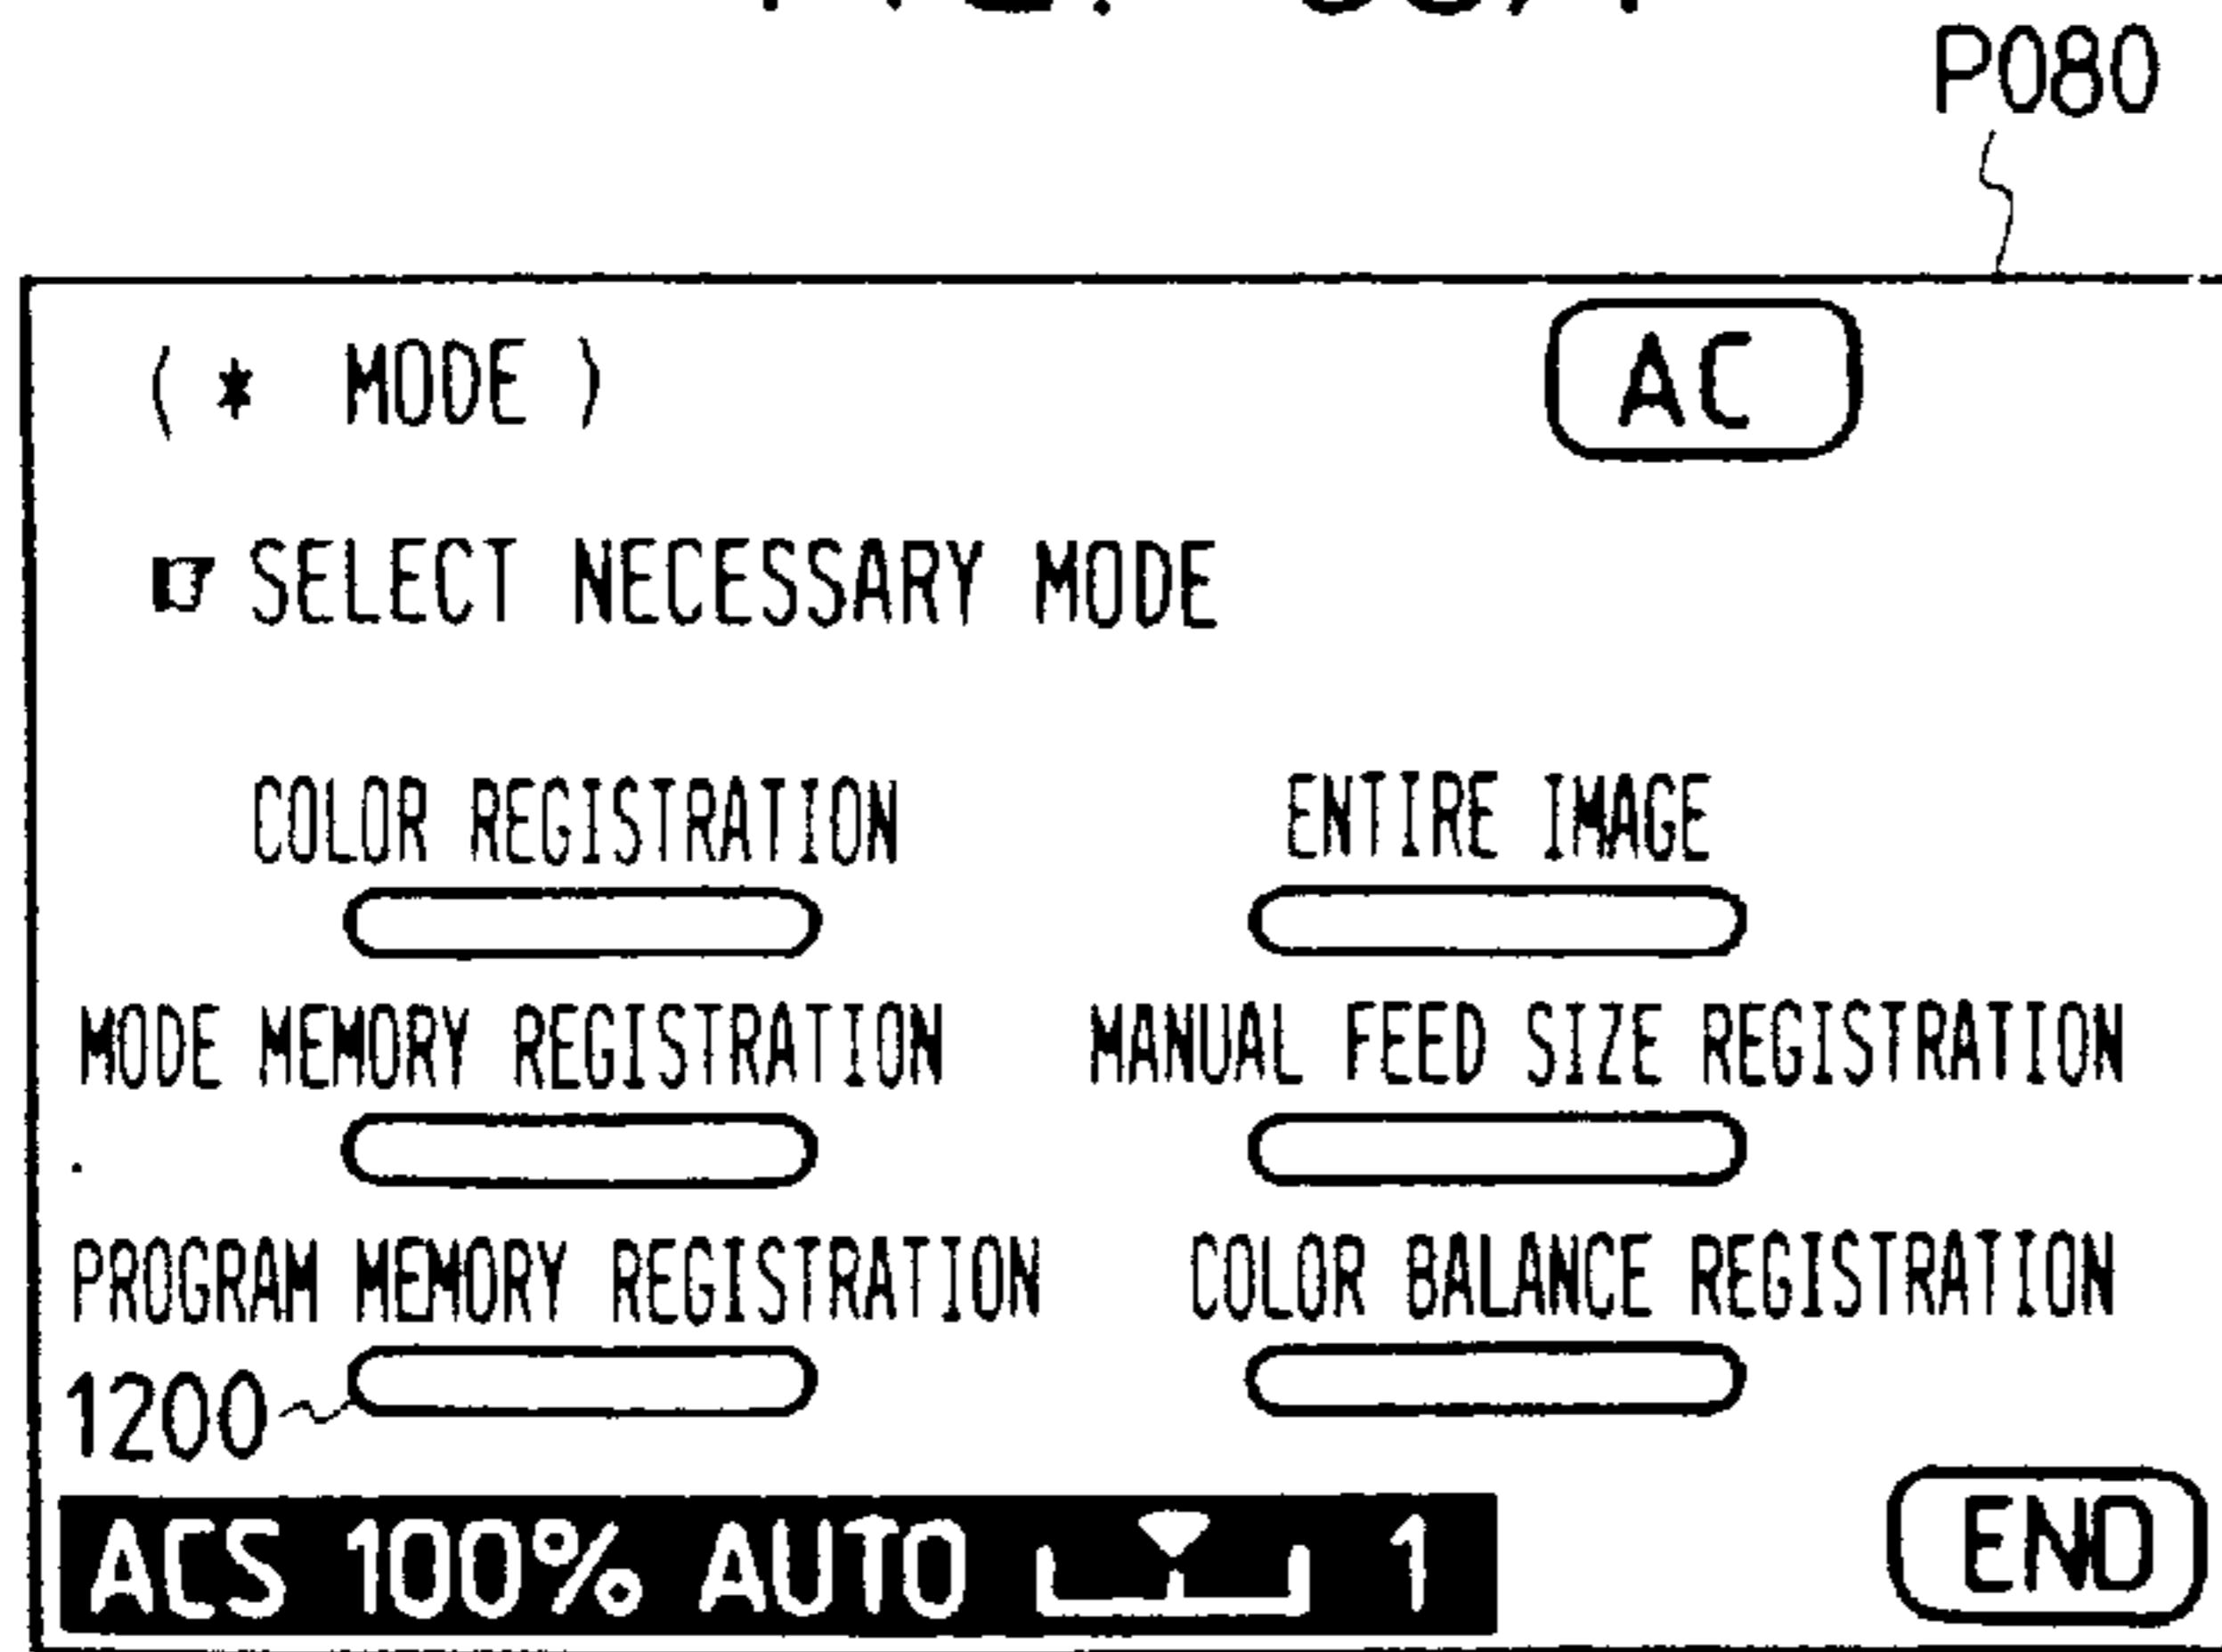 P080
( * MODE ) AC
☞ SELECT NECESSARY MODE
COLOR REGISTRATION ENTIRE IMAGE
MODE MEMORY REGISTRATION MANUAL FEED SIZE REGISTRATION
PROGRAM MEMORY REGISTRATION COLOR BALANCE REGISTRATION
1200
ACS 100% AUTO 1 END